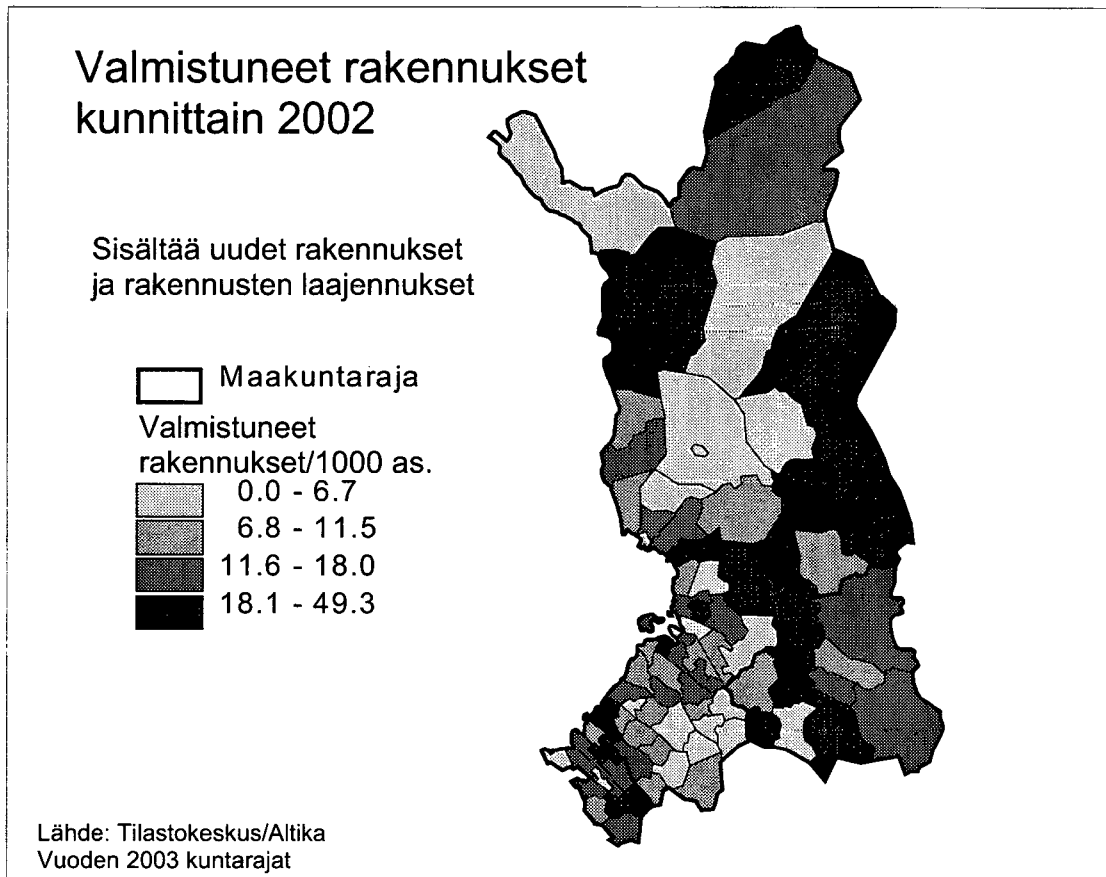 Valmistuneet rakennukset
kunnittain 2002
Sisältää uudet rakennukset
ja rakennusten laajennukset
Maakuntaraja
Valmistuneet
rakennukset/1000 as.
0.0 - 6.7
6.8 - 11.5
11.6 - 18.0
18.1 - 49.3
Lähde: Tilastokeskus/Altika
Vuoden 2003 kuntarajat